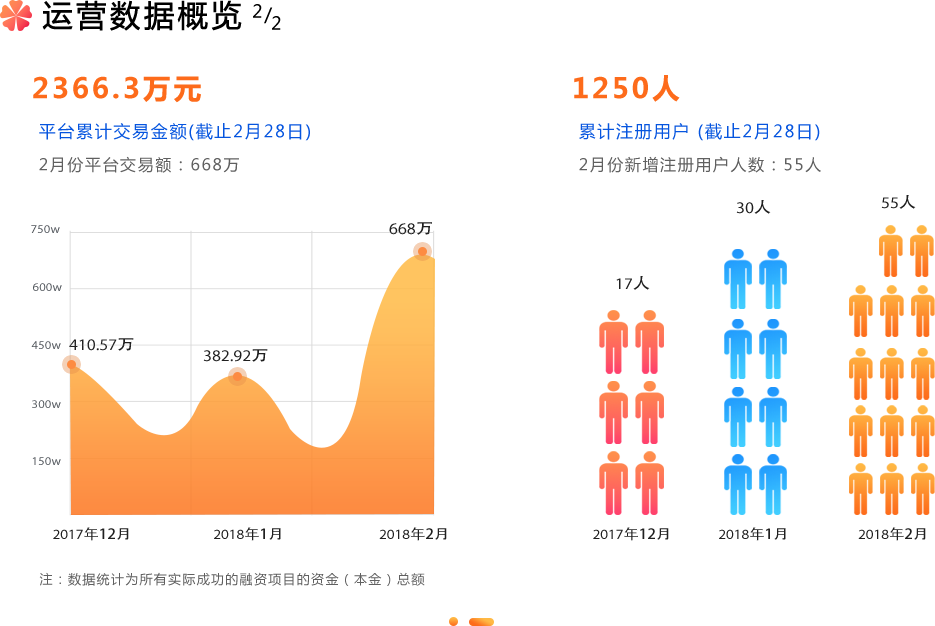 运营数据概览 2/2
2366.3万元
平台累计交易金额(截止2月28日)
2月份平台交易额：668万
750w
600w
450w
300w
150w
410.57万
382.92万
668万
2017年12月
2018年1月
2018年2月
注：数据统计为所有实际成功的融资项目的资金（本金）总额
1250人
累计注册用户 (截止2月28日)
2月份新增注册用户人数：55人
17人
30人
55人
2017年12月
2018年1月
2018年2月